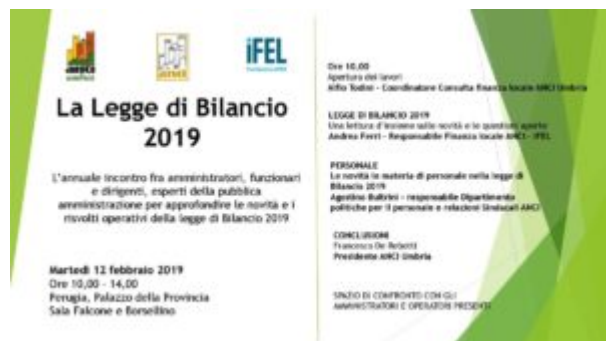 iFEL
La Legge di Bilancio
2019
L'annuale incontro fra amministratori, funzionari
e dirigenti, esperti della pubblica
amministrazione per approfondire le novità e i
risvolti operativi della legge di Bilancio 2019
Martedì 12 febbraio 2019
Ore 10,00 - 14,00
Perugia, Palazzo della Provincia
Sala Falcone e Borsellino
Ore 10,00
Apertura dei lavori
Alfio Todini - Coordinatore Consulta finanza locale ANCI Umbria
LEGGE DI BILANCIO 2019
Una lettura d'insieme sulle novità e le questioni aperte
Andrea Ferri - Responsabile Finanza locale ANCI - IFEL
PERSONALE
Le novità in materia di personale nella legge di
Bilancio 2019
Agostino Bultrini - responsabile Dipartimento
politiche per il personale e relazioni Sindacali ANCI
CONCLUSIONI
Francesco De Rebotti
Presidente ANCI Umbria
SPAZIO DI CONFRONTO CON GLI
AMMINISTRATORI E OPERATORI PRESENTI